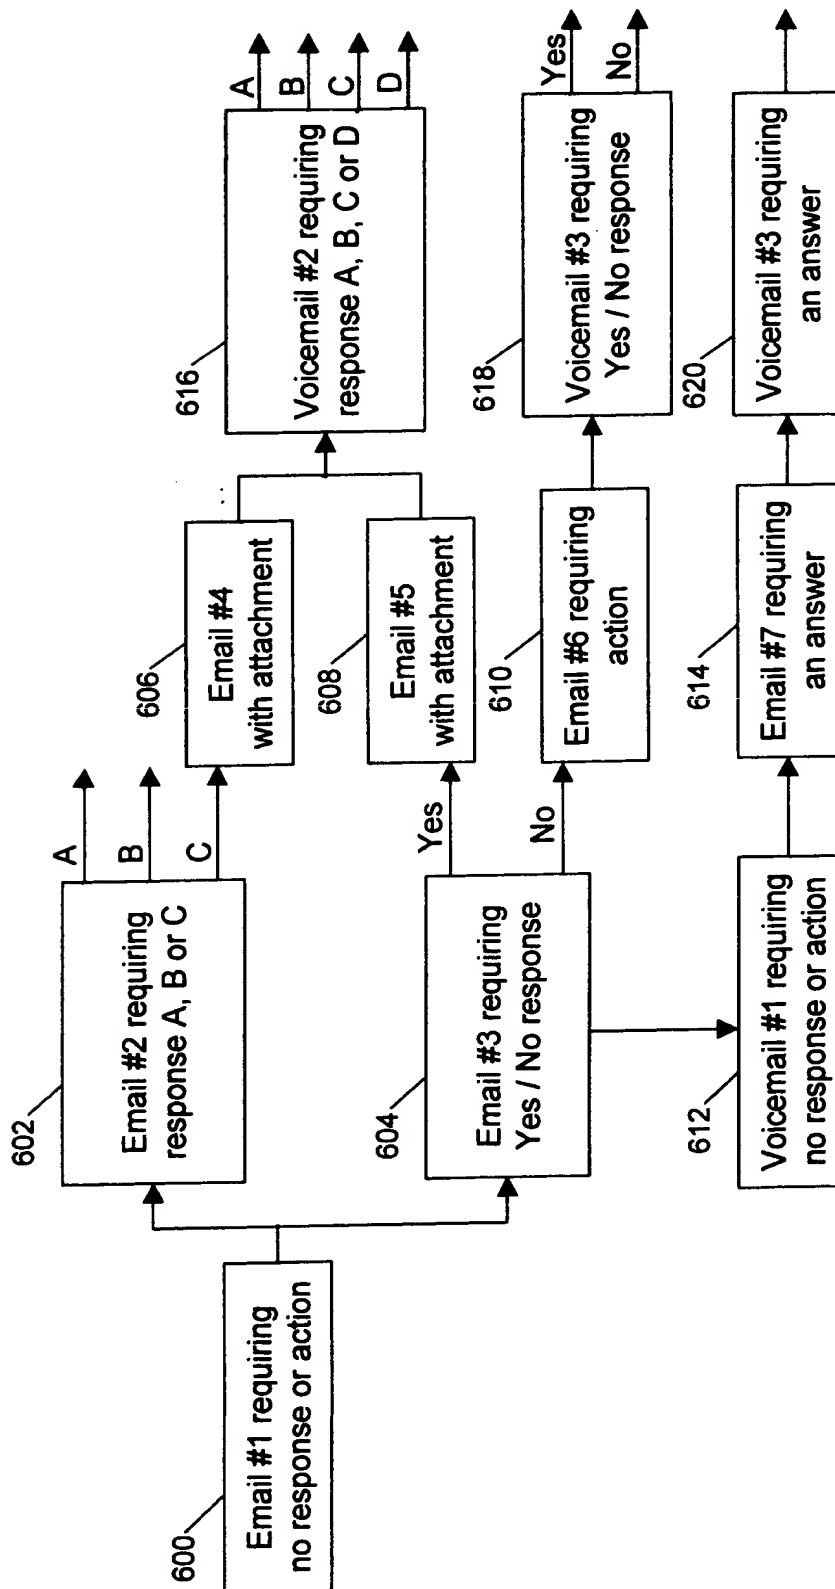 600
Email #1 requiring
no response or action
602
Email #2 requiring
response A, B or C
A
B
C
604
Email #3 requiring
Yes / No response
Yes
No
606
Email #4
with attachment
608
Email #5
with attachment
610
Email #6 requiring
action
612
Voicemail #1 requiring
no response or action
614
Email #7 requiring
an answer
616
Voicemail #2 requiring
response A, B, C or D
A
B
C
D
618
Voicemail #3 requiring
Yes / No response
Yes
No
620
Voicemail #3 requiring
an answer